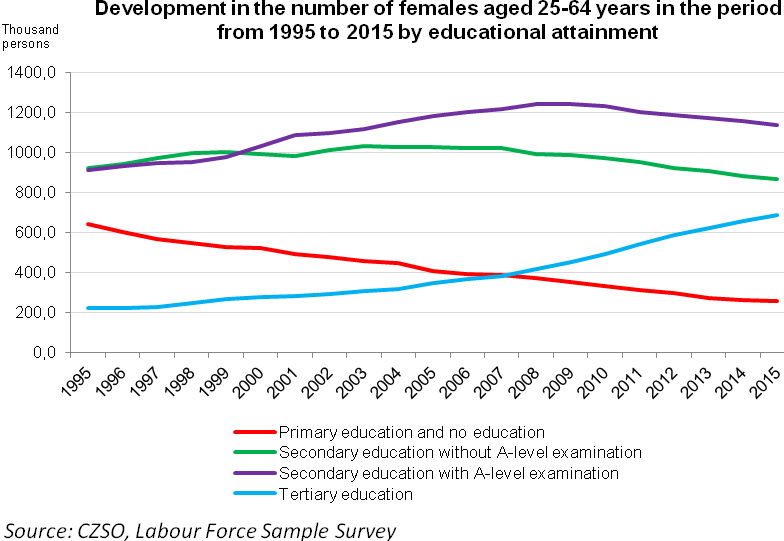 Development in the number of females aged 25-64 years in the period
from 1995 to 2015 by educational attainment
Thousand
persons
1400,0
1200,0
1000,0
800,0
600,0
400,0
200,0
0,0
1995 1996 1997 1998 1999 2000 2001 2002 2003 2004 2005 2006 2007 2008 2009 2010 2011 2012 2013 2014 2015
Primary education and no education
Secondary education without A-level examination
Secondary education with A-level examination
Tertiary education
Source: CZSO, Labour Force Sample Survey